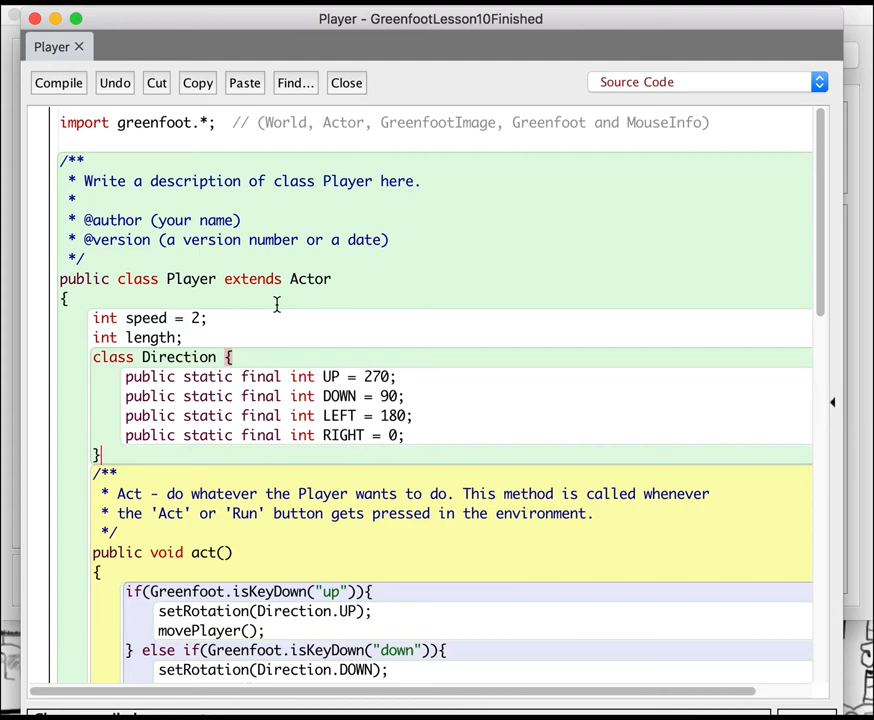 Player - GreenfootLesson10Finished
Player ×
Compile Undo Cut Copy Paste Find... Close Source Code
import greenfoot.*;  // (World, Actor, GreenfootImage, Greenfoot and MouseInfo)
/**
 * Write a description of class Player here.
 *
 * @author (your name)
 * @version (a version number or a date)
 */
public class Player extends Actor
{
    int speed = 2;
    int length;
    class Direction {
        public static final int UP = 270;
        public static final int DOWN = 90;
        public static final int LEFT = 180;
        public static final int RIGHT = 0;
    }
    /**
     * Act - do whatever the Player wants to do. This method is called whenever
     * the 'Act' or 'Run' button gets pressed in the environment.
     */
    public void act()
    {
        if(Greenfoot.isKeyDown("up")){
            setRotation(Direction.UP);
            movePlayer();
        } else if(Greenfoot.isKeyDown("down")){
            setRotation(Direction.DOWN);